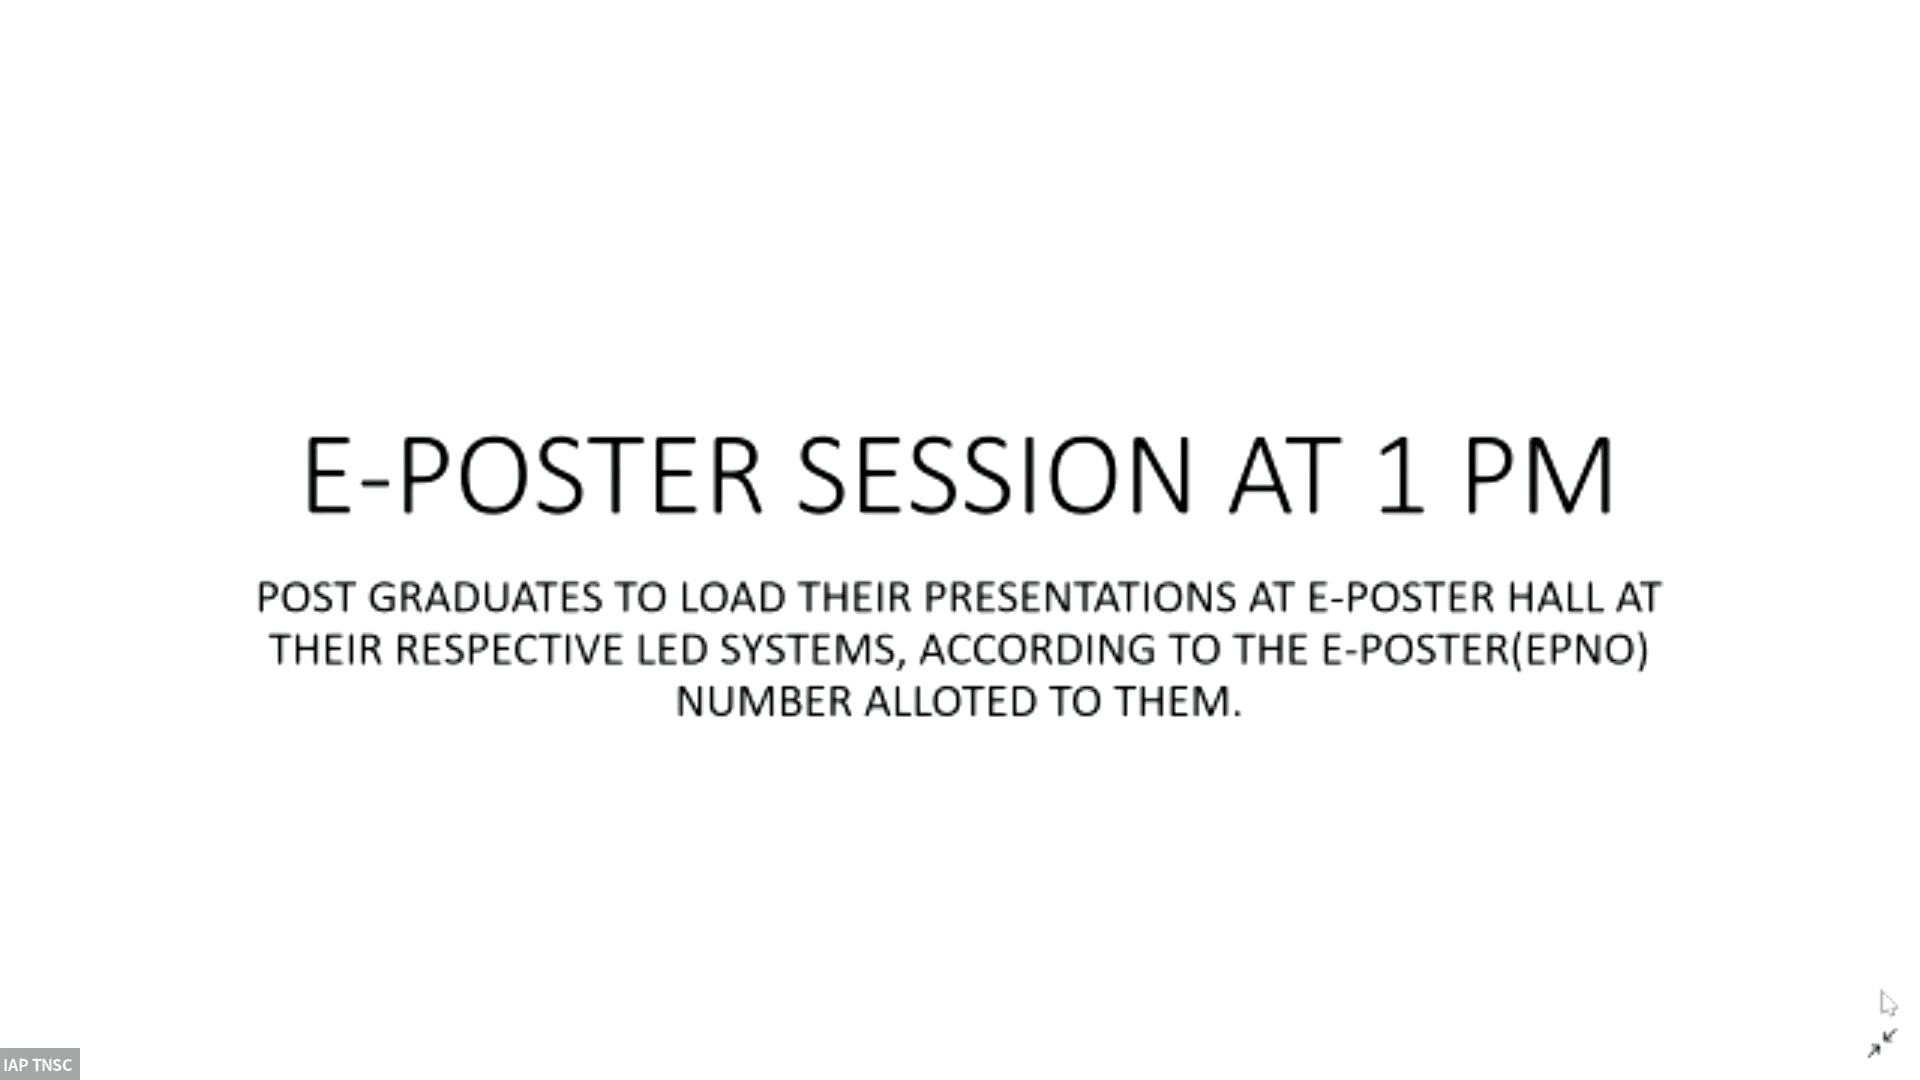 E-POSTER SESSION AT 1 PM
POST GRADUATES TO LOAD THEIR PRESENTATIONS AT E-POSTER HALL AT
THEIR RESPECTIVE LED SYSTEMS, ACCORDING TO THE E-POSTER(EPNO)
NUMBER ALLOTED TO THEM.
IAP TNSC